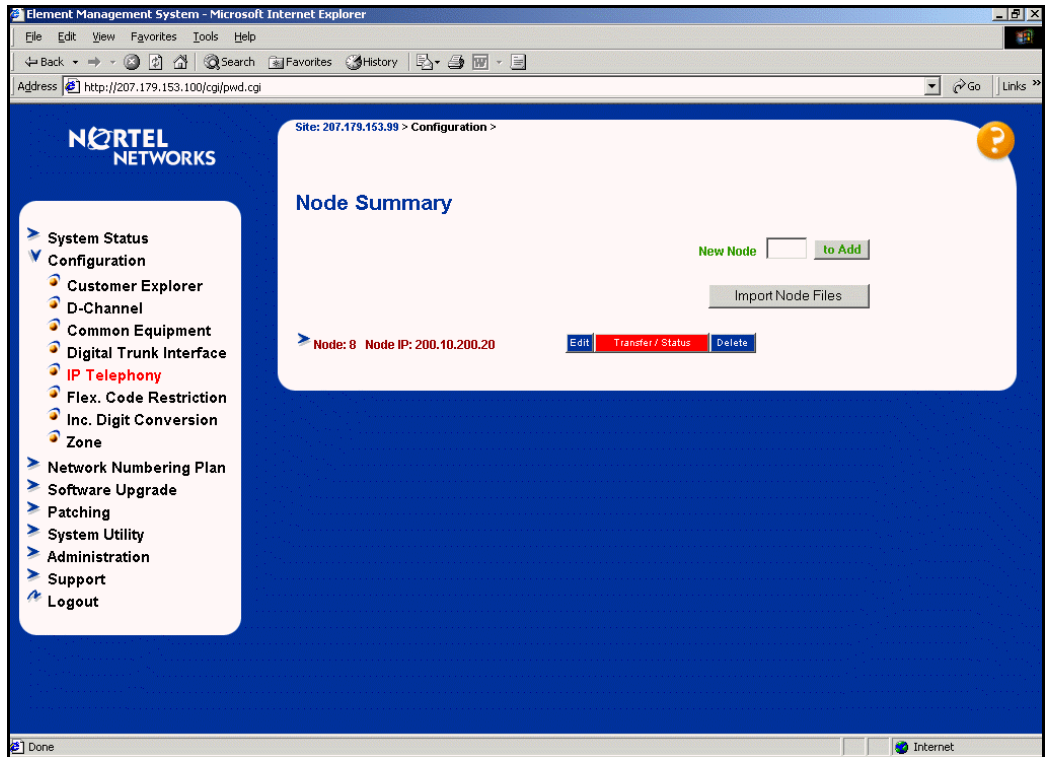 Element Management System - Microsoft Internet Explorer
File Edit View Favorites Tools Help
Back Search Favorites History
Address http://207.179.153.100/cgi/pwd.cgi Go Links »
NORTEL
NETWORKS
System Status
Configuration
Customer Explorer
D-Channel
Common Equipment
Digital Trunk Interface
IP Telephony
Flex. Code Restriction
Inc. Digit Conversion
Zone
Network Numbering Plan
Software Upgrade
Patching
System Utility
Administration
Support
Logout
Site: 207.179.153.99 > Configuration >
?
Node Summary
New Node to Add
Import Node Files
Node: 8 Node IP: 200.10.200.20 Edit Transfer / Status Delete
Done Internet